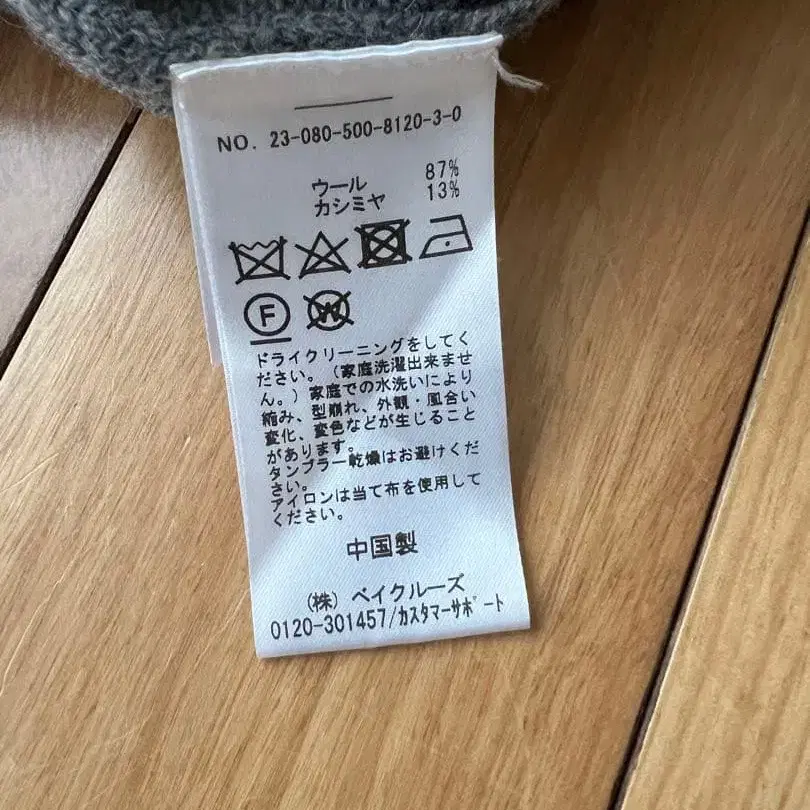 NO. 23-080-500-8120-3-0
ウール 87%
カシミヤ 13%
F W
ドライクリーニングをしてく
ださい。（家庭洗濯出来ませ
ん。）家庭での水洗いにより
縮み、型崩れ、外観・風合い
変化、変色などが生じること
があります。
タンブラー乾燥はお避けくだ
さい。
アイロンは当て布を使用して
ください。
中国製
（株）ベイクルーズ
0120-301457/カスタマーサポート